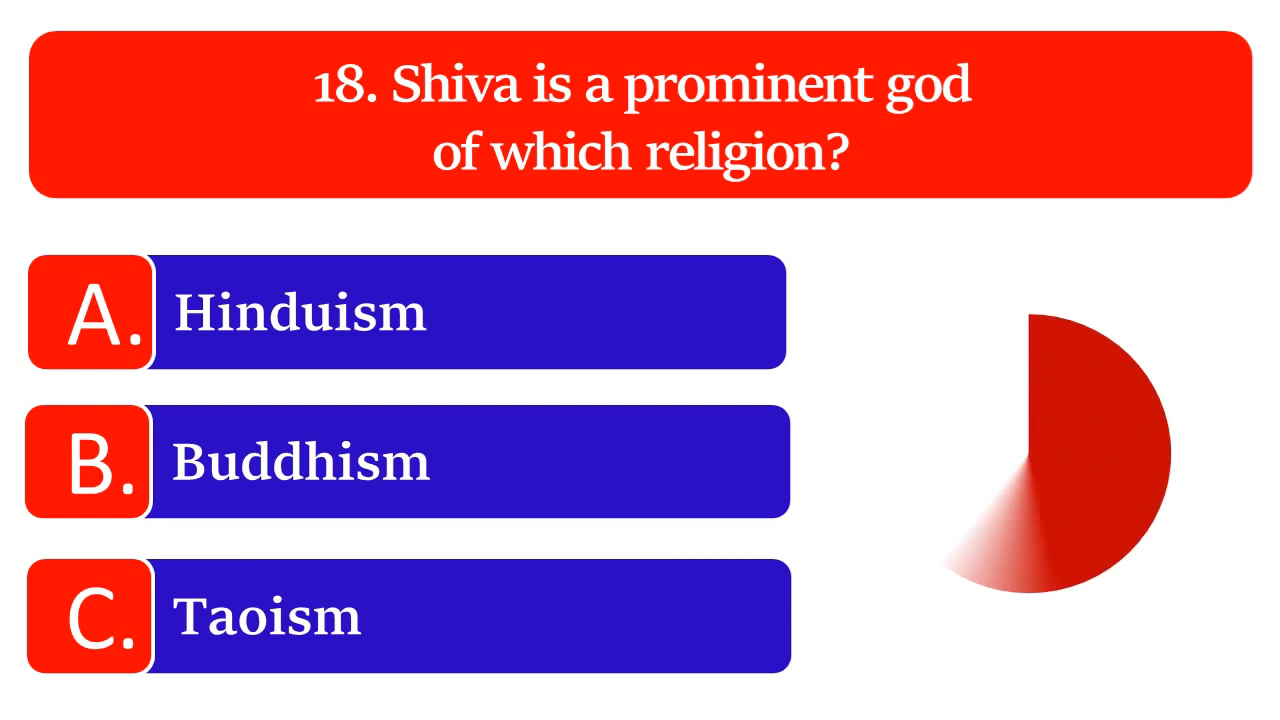 18. Shiva is a prominent god
of which religion?
A. Hinduism
B. Buddhism
C. Taoism